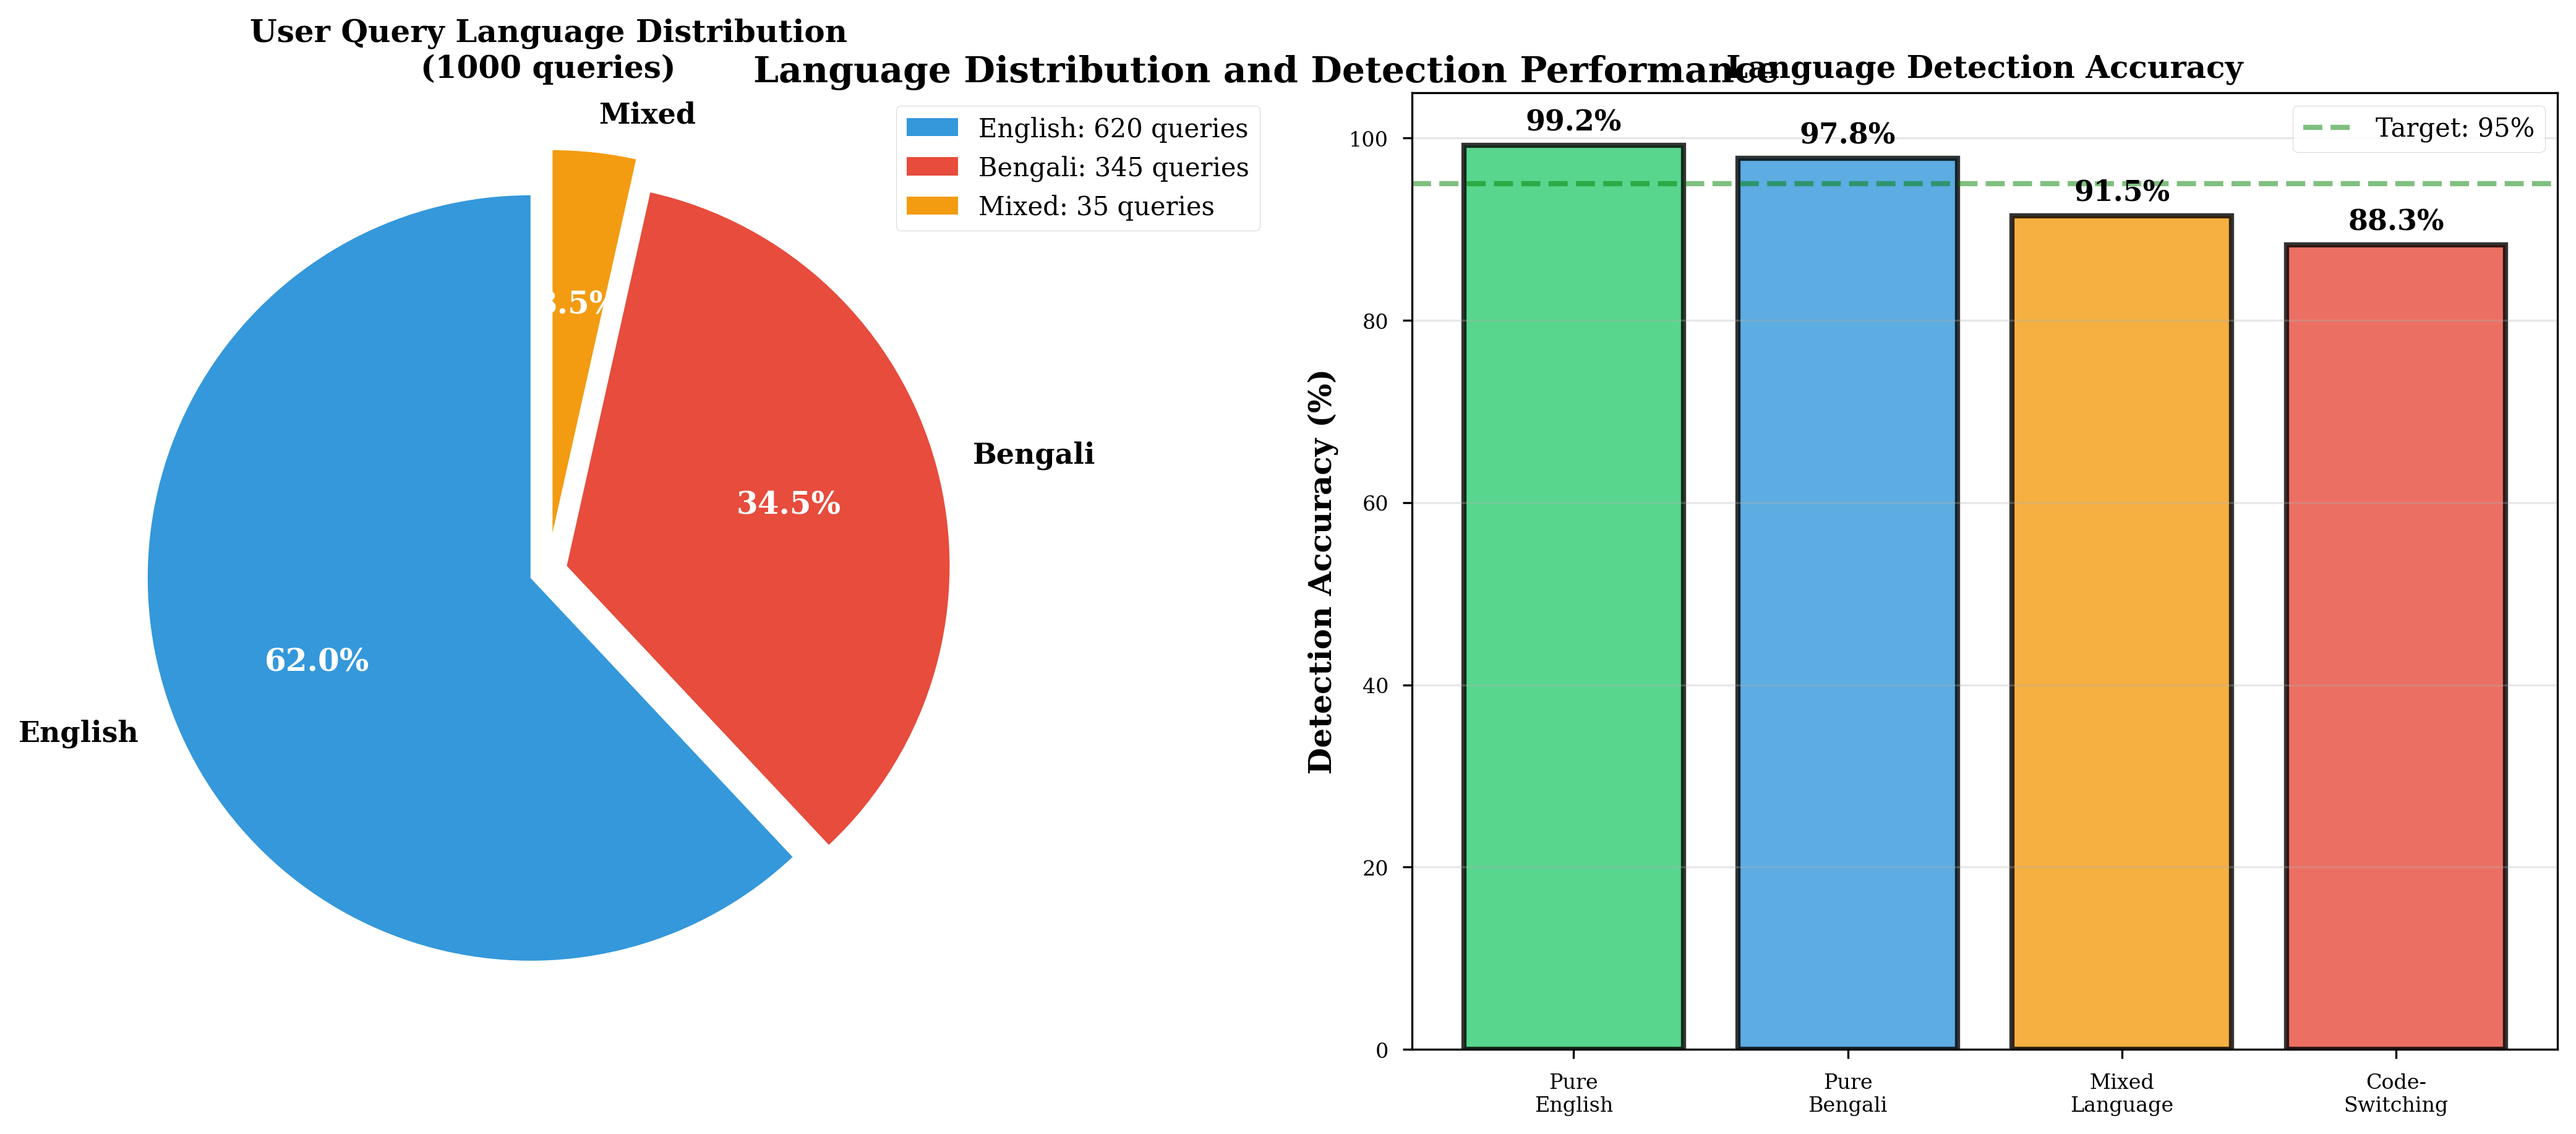 User Query Language Distribution
(1000 queries)
Language Distribution and Detection Performance
Mixed
English: 620 queries
Bengali: 345 queries
Mixed: 35 queries
3.5%
Bengali
34.5%
62.0%
English
Language Detection Accuracy
Target: 95%
99.2%
97.8%
91.5%
88.3%
Detection Accuracy (%)
100
80
60
40
20
0
Pure
English
Pure
Bengali
Mixed
Language
Code-
Switching